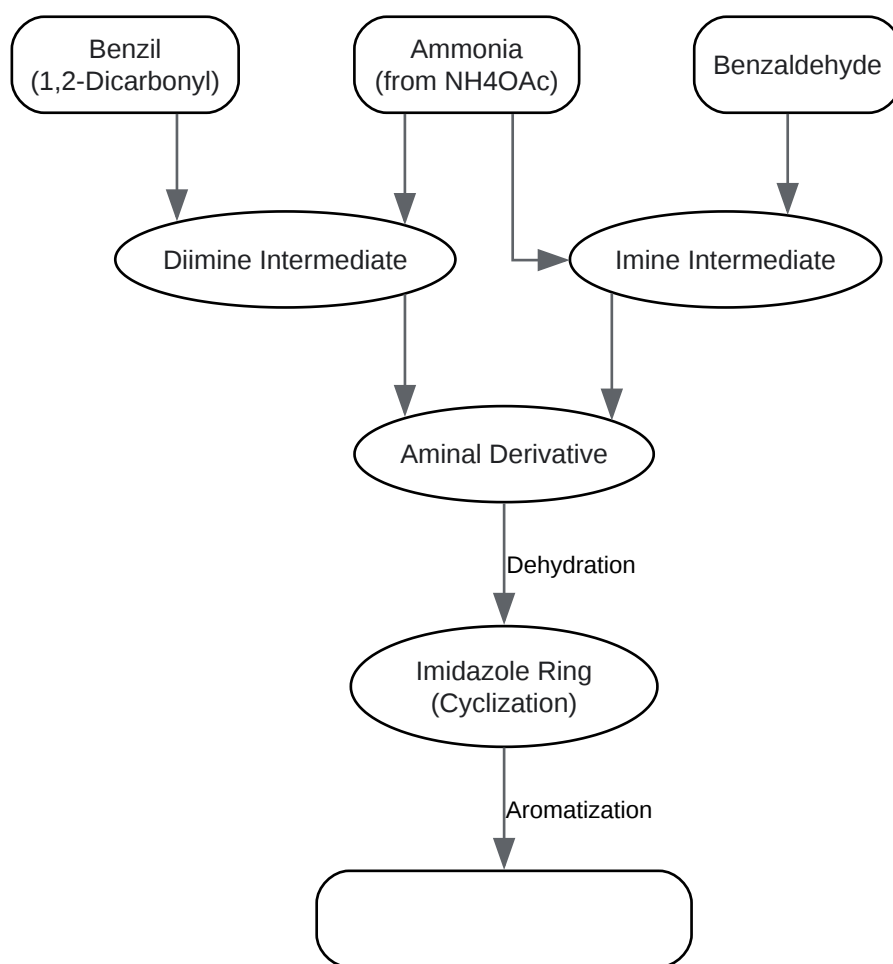 Benzil
(1,2-Dicarbonyl)
Ammonia
(from NH4OAc)
Benzaldehyde
Diimine Intermediate
Imine Intermediate
Aminal Derivative
Dehydration
Imidazole Ring
(Cyclization)
Aromatization